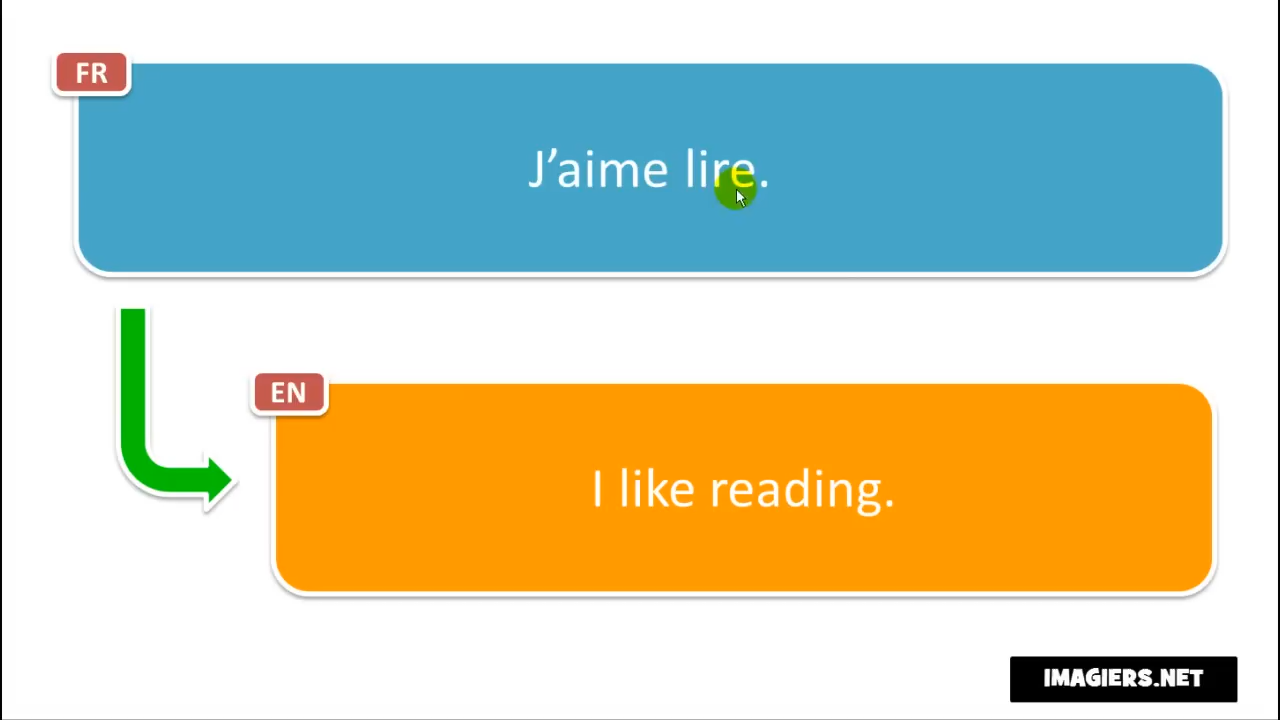 FR
J’aime lire.
EN
I like reading.
IMAGIERS.NET